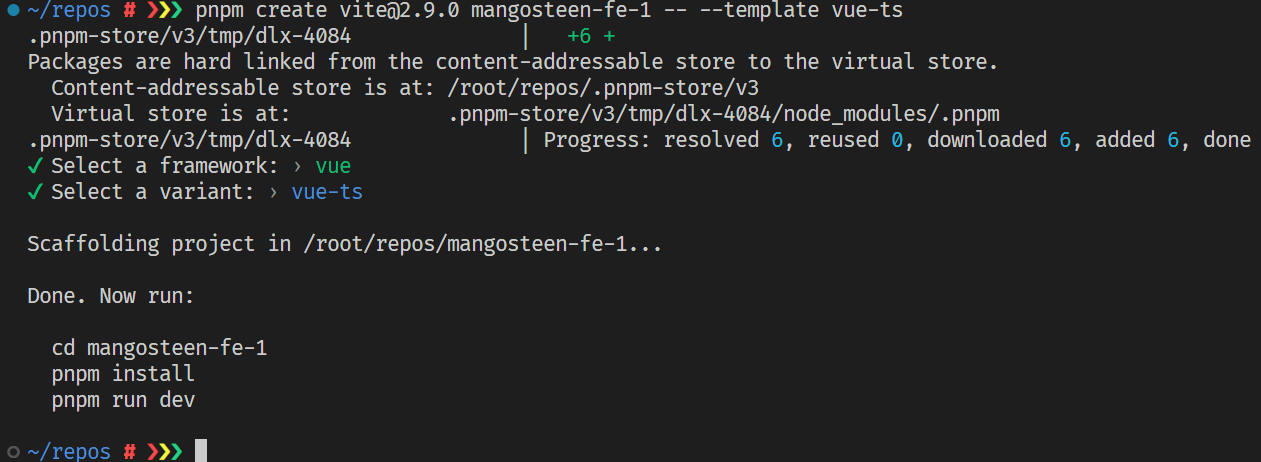 ~/repos # ❯❯❯ pnpm create vite@2.9.0 mangosteen-fe-1 -- --template vue-ts
.pnpm-store/v3/tmp/dlx-4084 | +6 +
Packages are hard linked from the content-addressable store to the virtual store.
Content-addressable store is at: /root/repos/.pnpm-store/v3
Virtual store is at: .pnpm-store/v3/tmp/dlx-4084/node_modules/.pnpm
.pnpm-store/v3/tmp/dlx-4084 | Progress: resolved 6, reused 0, downloaded 6, added 6, done
✓ Select a framework: › vue
✓ Select a variant: › vue-ts
Scaffolding project in /root/repos/mangosteen-fe-1...
Done. Now run:
cd mangosteen-fe-1
pnpm install
pnpm run dev
~/repos # ❯❯❯